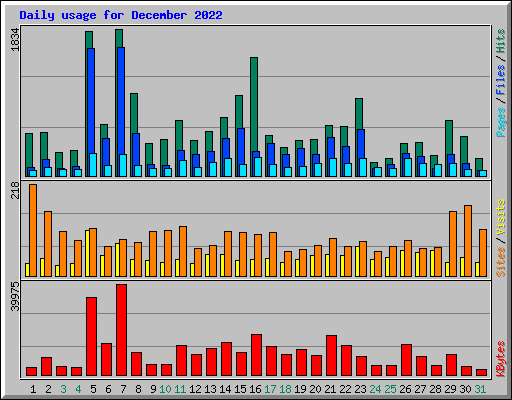 Daily usage for December 2022
1834
Pages / Files / Hits
218
Sites / Visits
39975
KBytes
1 2 3 4 5 6 7 8 9 10 11 12 13 14 15 16 17 18 19 20 21 22 23 24 25 26 27 28 29 30 31